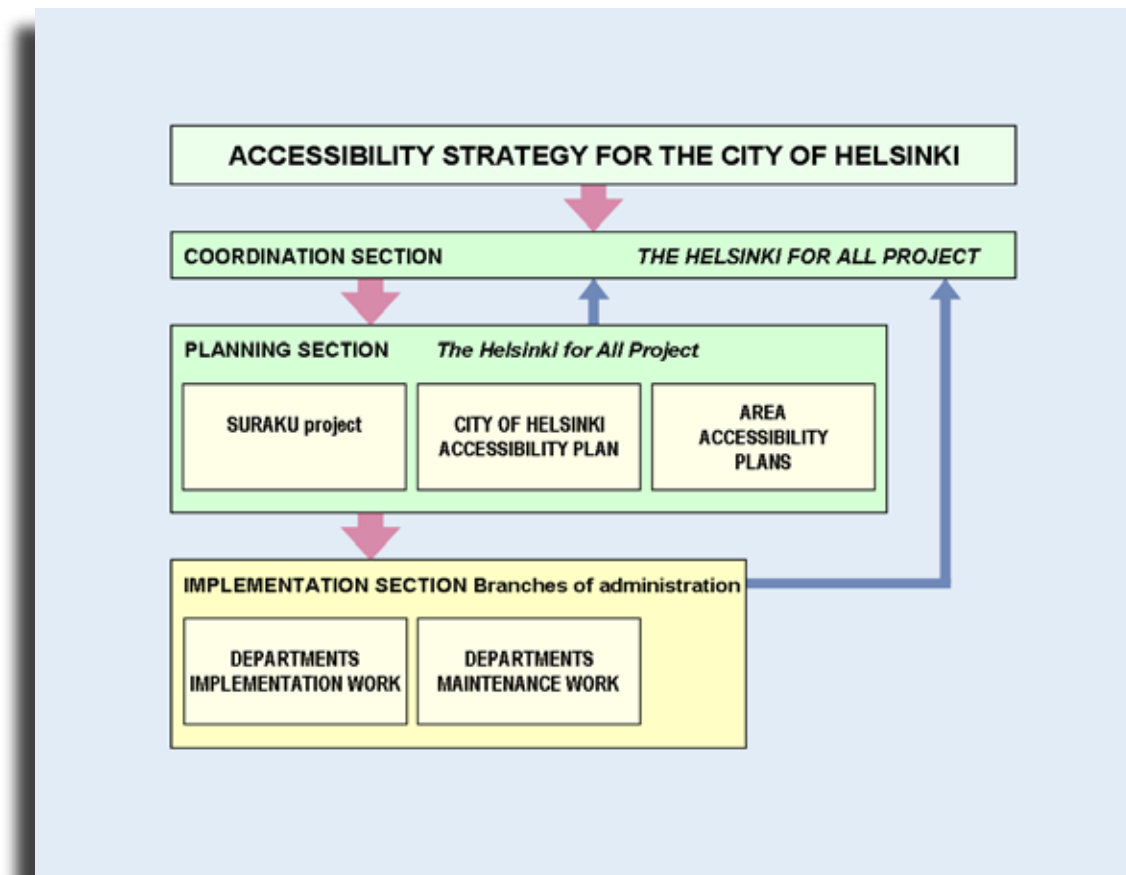 ACCESSIBILITY STRATEGY FOR THE CITY OF HELSINKI
COORDINATION SECTION THE HELSINKI FOR ALL PROJECT
PLANNING SECTION The Helsinki for All Project
SURAKU project
CITY OF HELSINKI
ACCESSIBILITY PLAN
AREA
ACCESSIBILITY
PLANS
IMPLEMENTATION SECTION Branches of administration
DEPARTMENTS
IMPLEMENTATION WORK
DEPARTMENTS
MAINTENANCE WORK